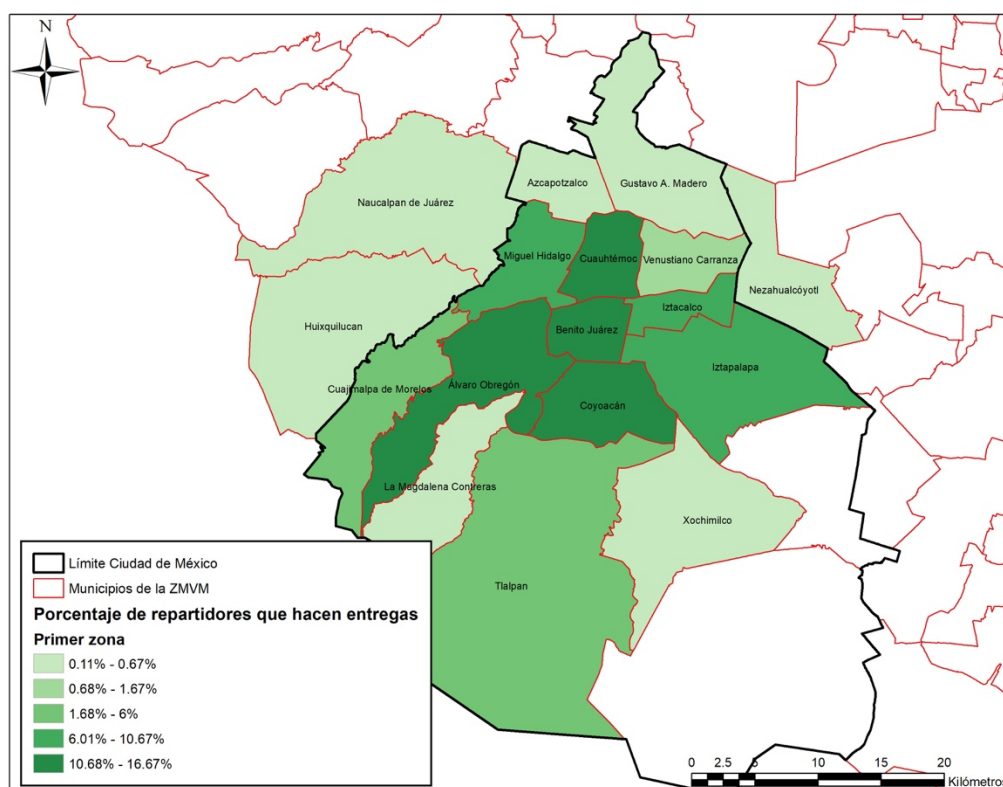 N
Azcapotzalco
Gustavo A. Madero
Naucalpan de Juárez
Miguel Hidalgo
Cuauhtémoc
Venustiano Carranza
Nezahualcóyotl
Iztacalco
Huixquilucan
Benito Juárez
Iztapalapa
Cuajimalpa de Morelos
Álvaro Obregón
Coyoacán
La Magdalena Contreras
Xochimilco
Tlalpan
Límite Ciudad de México
Municipios de la ZMVM
Porcentaje de repartidores que hacen entregas
Primer zona
0.11% - 0.67%
0.68% - 1.67%
1.68% - 6%
6.01% - 10.67%
10.68% - 16.67%
0 2.5 5 10 15 20
Kilómetros